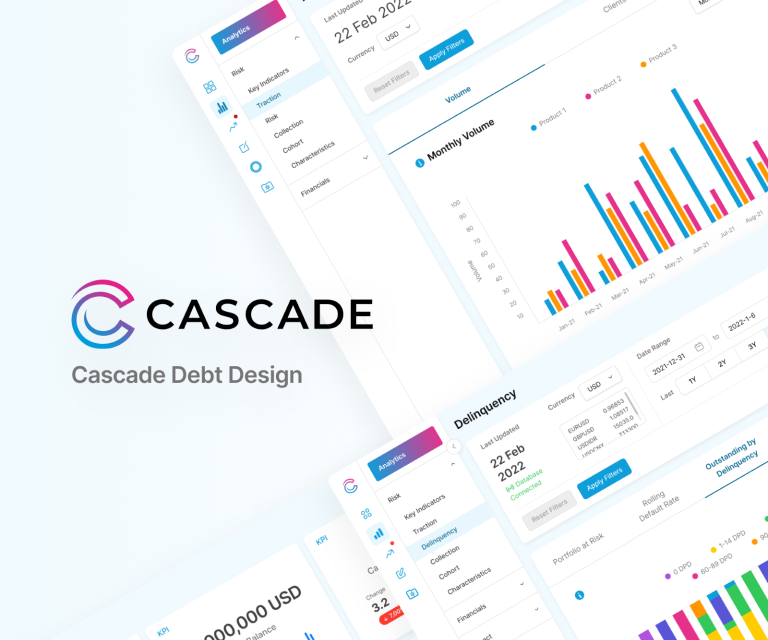 CASCADE
Cascade Debt Design
Analytics
Risk
Key Indicators
Traction
Risk
Collection
Cohort
Characteristics
Financials
Last Updated
22 Feb 2022
Currency
USD
Reset Filters
Apply Filters
Clients
Volume
Monthly Volume
Product 1
Product 2
Product 3
Volume
100
90
80
70
60
50
40
30
20
10
Jan-21
Feb-21
Mar-21
Apr-21
May-21
Jun-21
Jul-21
Aug-21
Delinquency
Analytics
Risk
Key Indicators
Traction
Delinquency
Collection
Cohort
Characteristics
Financials
Last Updated
22 Feb
2022
Database
Connected
Currency
USD
EURUSD 0.96853
GBPUSD 1.08517
USDIDR 15035.0
Date Range
2021-12-31
to
2022-1-6
Last
1Y
2Y
3Y
Reset Filters
Apply Filters
Portfolio at Risk
Rolling
Default Rate
Outstanding by
Delinquency
0 DPD
1-14 DPD
60-89 DPD
90
KPI
000,000 USD
Balance
KPI
Ca
Change
3.2
7.00